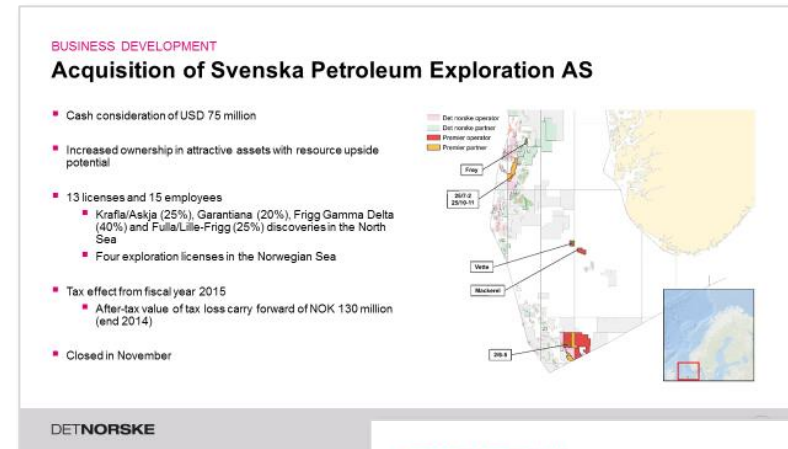 BUSINESS DEVELOPMENT
Acquisition of Svenska Petroleum Exploration AS
Cash consideration of USD 75 million
Increased ownership in attractive assets with resource upside
potential
13 licenses and 15 employees
Krafla/Askja (25%), Garantiana (20%), Frigg Gamma Delta
(40%) and Fulla/Lille-Frigg (25%) discoveries in the North
Sea
Four exploration licenses in the Norwegian Sea
Tax effect from fiscal year 2015
After-tax value of tax loss carry forward of NOK 130 million
(end 2014)
Closed in November
Det norske operator
Det norske partner
Premier operator
Premier partner
Froy
25/10-11
Vette
Mackerel
DETNORSKE